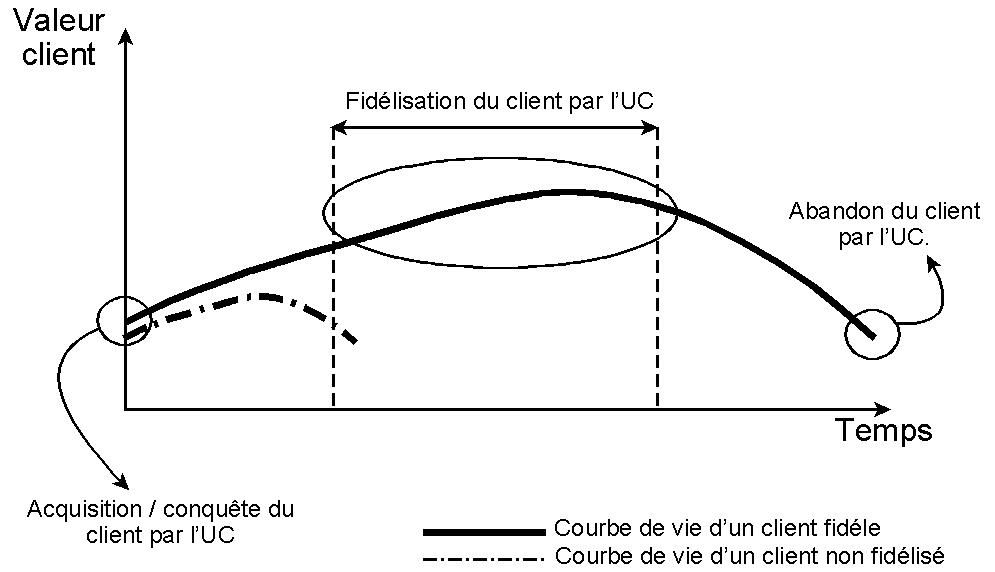 Valeur
client
Fidélisation du client par l'UC
Abandon du client
par l'UC.
Temps
Acquisition / conquête du
client par l'UC
Courbe de vie d'un client fidéle
Courbe de vie d'un client non fidélisé